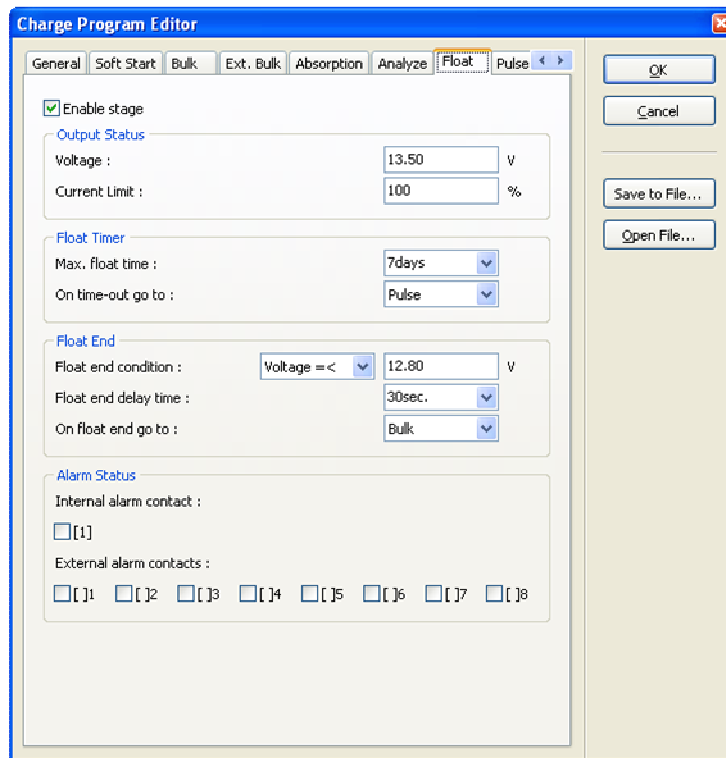 Charge Program Editor
General Soft Start Bulk Ext. Bulk Absorption Analyze Float Pulse
OK
Cancel
Save to File...
Open File...
Enable stage
Output Status
Voltage : 13.50 V
Current Limit : 100 %
Float Timer
Max. float time : 7days
On time-out go to : Pulse
Float End
Float end condition : Voltage =< 12.80 V
Float end delay time : 30sec.
On float end go to : Bulk
Alarm Status
Internal alarm contact :
[1]
External alarm contacts :
[ ]1 [ ]2 [ ]3 [ ]4 [ ]5 [ ]6 [ ]7 [ ]8